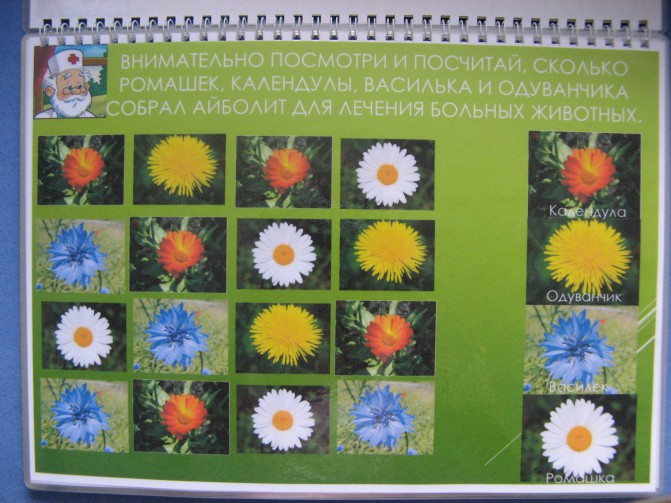 ВНИМАТЕЛЬНО ПОСМОТРИ И ПОСЧИТАЙ, СКОЛЬКО
РОМАШЕК, КАЛЕНДУЛЫ, ВАСИЛЬКА И ОДУВАНЧИКА
СОБРАЛ АЙБОЛИТ ДЛЯ ЛЕЧЕНИЯ БОЛЬНЫХ ЖИВОТНЫХ.
Календула
Одуванчик
Василек
Ромашка